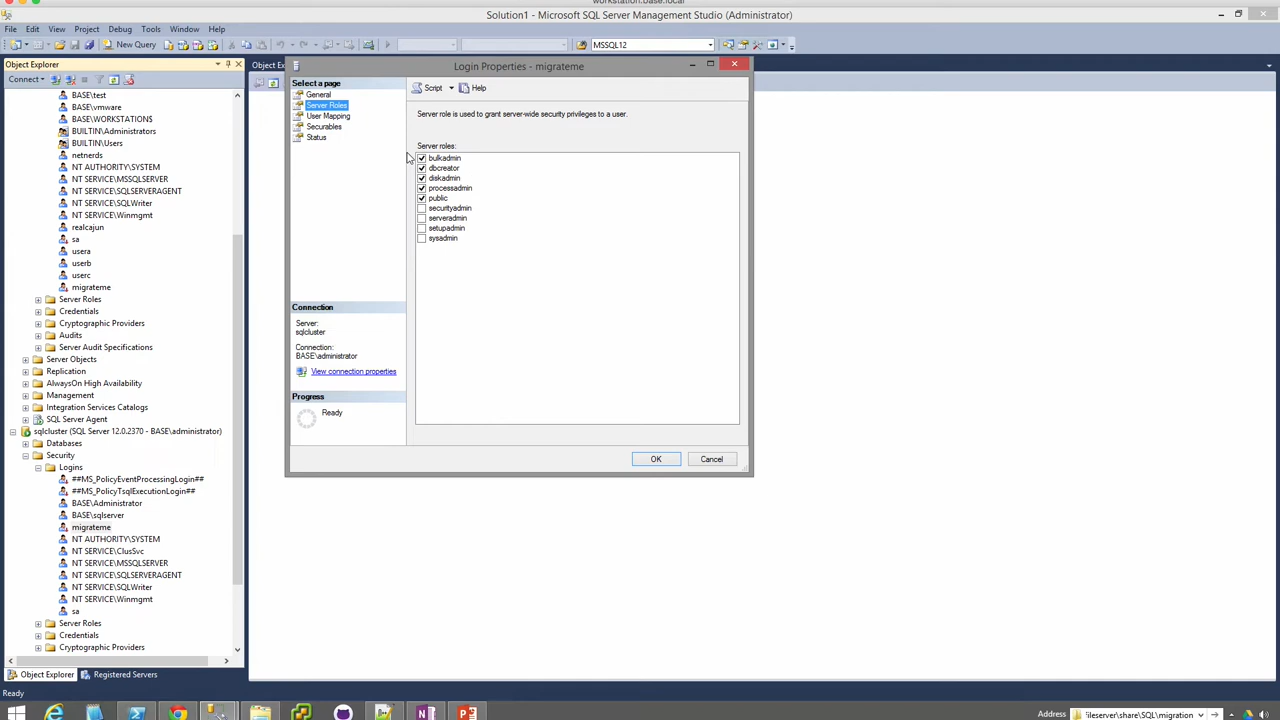 workstation.base.local
Solution1 - Microsoft SQL Server Management Studio (Administrator)
File Edit View Project Debug Tools Window Help
New Query
MSSQL12
Object Explorer
Connect
BASE\test
BASE\vmware
BASE\WORKSTATION$
BUILTIN\Administrators
BUILTIN\Users
netnerds
NT AUTHORITY\SYSTEM
NT SERVICE\MSSQLSERVER
NT SERVICE\SQLSERVERAGENT
NT SERVICE\SQLWriter
NT SERVICE\Winmgmt
realcajun
sa
usera
userb
userc
migrateme
Server Roles
Credentials
Cryptographic Providers
Audits
Server Audit Specifications
Server Objects
Replication
AlwaysOn High Availability
Management
Integration Services Catalogs
SQL Server Agent
sqlcluster (SQL Server 12.0.2370 - BASE\administrator)
Databases
Security
Logins
##MS_PolicyEventProcessingLogin##
##MS_PolicyTsqlExecutionLogin##
BASE\Administrator
BASE\sqlserver
migrateme
NT AUTHORITY\SYSTEM
NT SERVICE\ClusSvc
NT SERVICE\MSSQLSERVER
NT SERVICE\SQLSERVERAGENT
NT SERVICE\SQLWriter
NT SERVICE\Winmgmt
sa
Server Roles
Credentials
Cryptographic Providers
Object Explorer
Registered Servers
Object Ex
Login Properties - migrateme
Select a page
General
Server Roles
User Mapping
Securables
Status
Connection
Server:
sqlcluster
Connection:
BASE\administrator
View connection properties
Progress
Ready
Script
Help
Server role is used to grant server-wide security privileges to a user.
Server roles:
bulkadmin
dbcreator
diskadmin
processadmin
public
securityadmin
serveradmin
setupadmin
sysadmin
OK
Cancel
Ready
Address
ileserver\share\SQL\migration